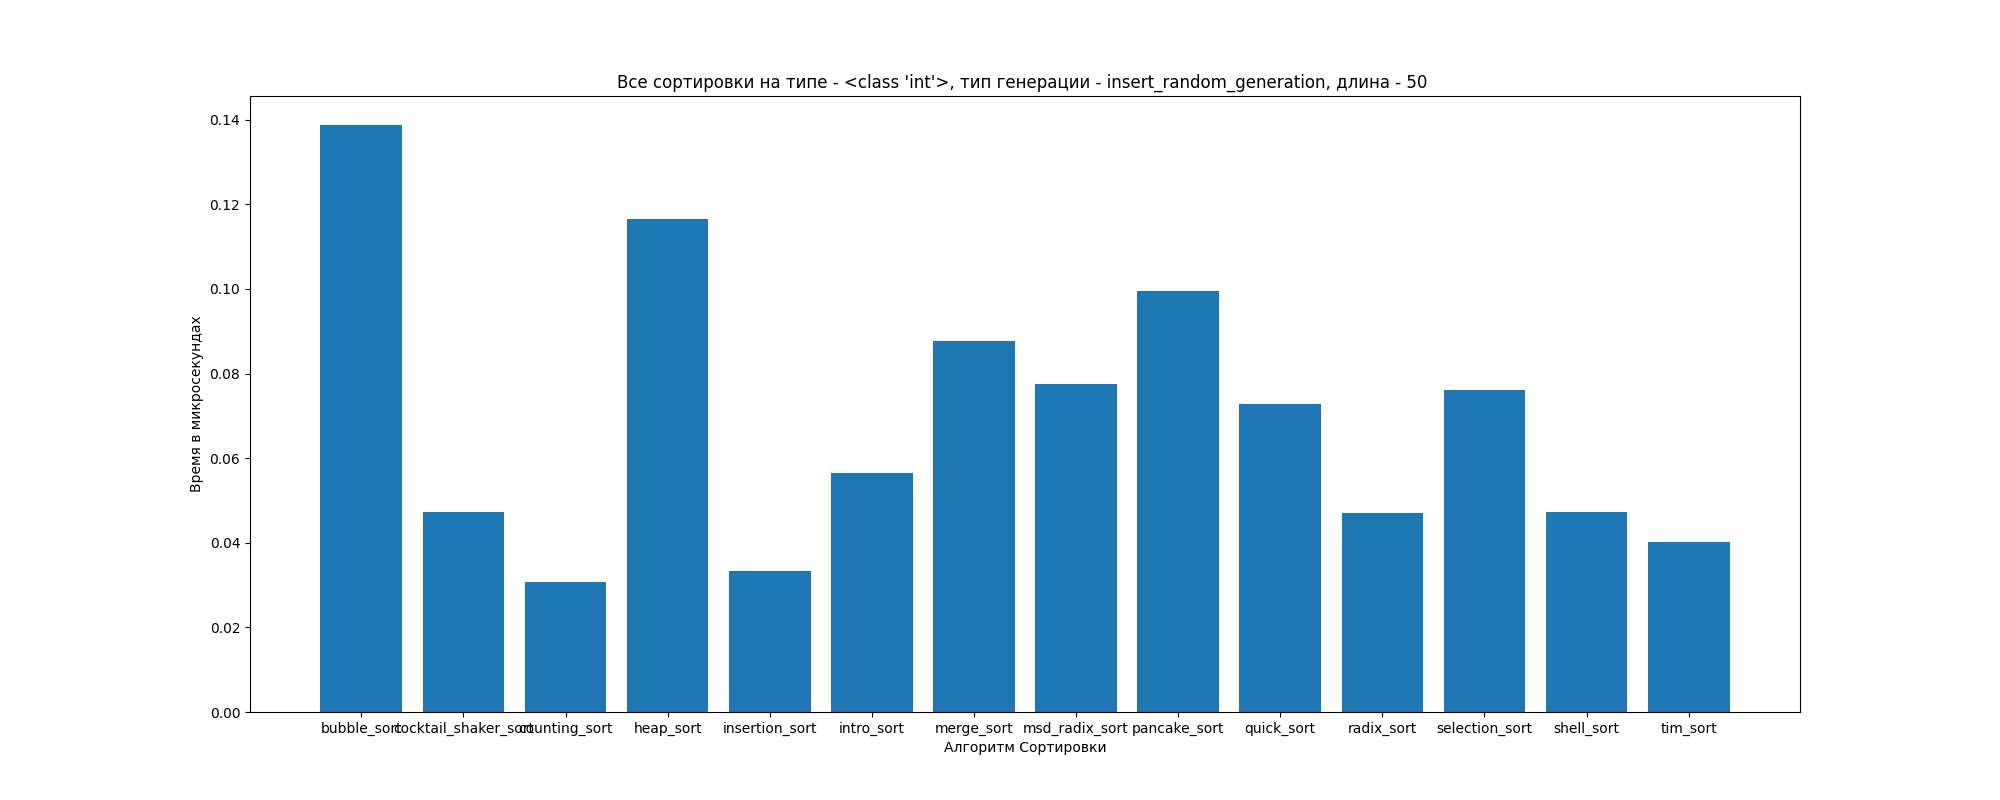 Все сортировки на типе - <class 'int'>, тип генерации - insert_random_generation, длина - 50
0.14
0.12
0.10
0.08
0.06
0.04
0.02
0.00
Время в микросекундах
bubble_sort cocktail_shaker_sort counting_sort heap_sort insertion_sort intro_sort merge_sort msd_radix_sort pancake_sort quick_sort radix_sort selection_sort shell_sort tim_sort
Алгоритм Сортировки